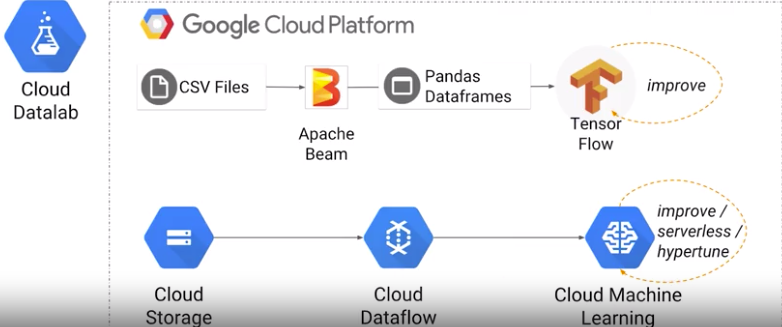 Google Cloud Platform
Cloud
Datalab
CSV Files
Apache
Beam
Pandas
Dataframes
Tensor
Flow
improve
Cloud
Storage
Cloud
Dataflow
Cloud Machine
Learning
improve /
serverless /
hypertune